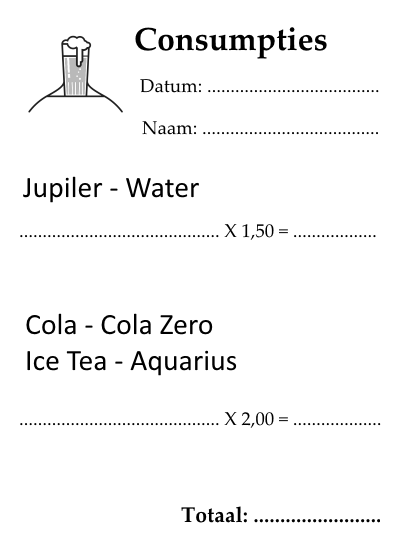 Consumpties
Datum: ....................................
Naam: .....................................
Jupiler - Water
.......................................... X 1,50 = .................
Cola - Cola Zero
Ice Tea - Aquarius
.......................................... X 2,00 = ..................
Totaal: ........................